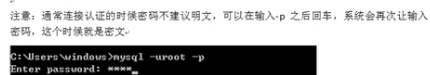 注意：通常连接认证的时候密码不建议明文，可以在输入-p 之后回车，系统会再次让输入
密码，这个时候就是密文
C:\Users\windows>mysql -uroot -p
Enter password: ****